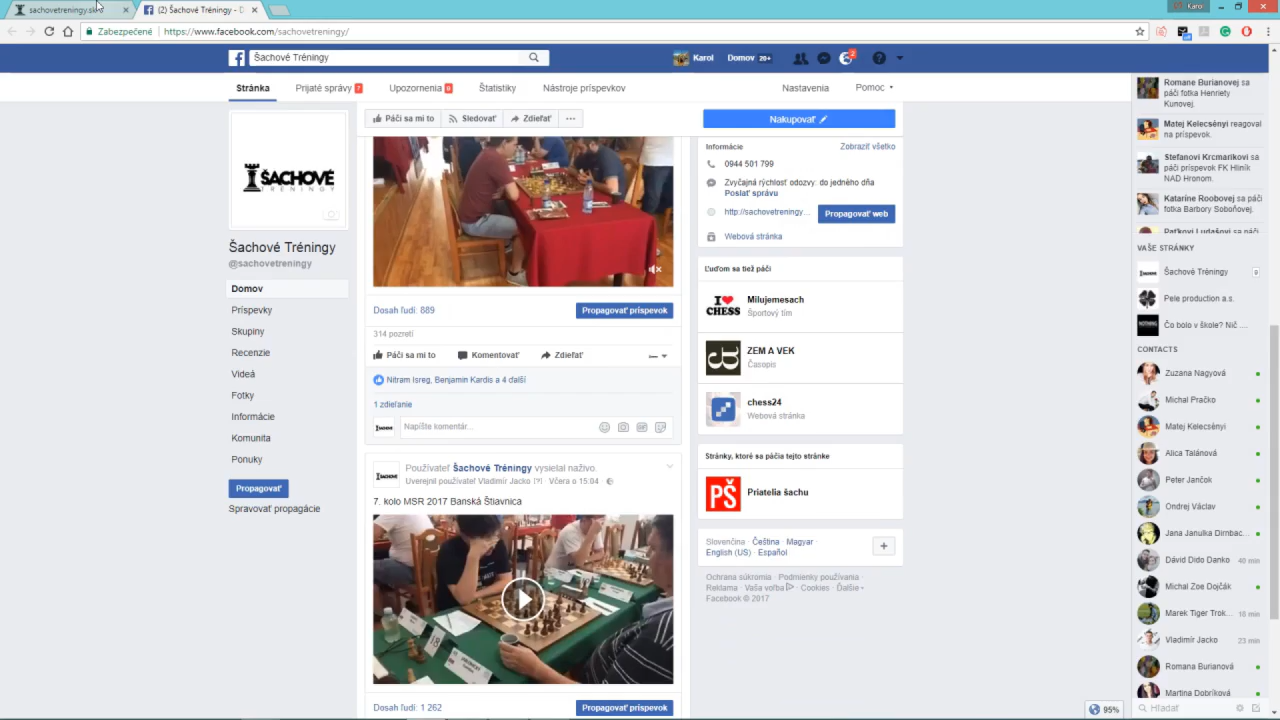 sachovetreningy.sk
(2) Šachové Tréningy - D
Karol
Zabezpečené
https://www.facebook.com/sachovetreningy/
Šachové Tréningy
Karol
Domov 20+
2
Stránka
Prijaté správy 7
Upozornenia 6
Štatistiky
Nástroje príspevkov
Nastavenia
Pomoc
Páči sa mi to
Sledovať
Zdieľať
Nakupovať
ŠACHOVÉ
TRÉNINGY
Šachové Tréningy
@sachovetreningy
Domov
Príspevky
Skupiny
Recenzie
Videá
Fotky
Informácie
Komunita
Ponuky
Propagovať
Spravovať propagácie
Dosah ľudí: 889
Propagovať príspevok
314 pozretí
Páči sa mi to
Komentovať
Zdieľať
Nitram Isreg, Benjamin Kardis a 4 ďalší
1 zdieľanie
Napíšte komentár...
Používateľ Šachové Tréningy vysielal naživo.
Uverejnil používateľ Vladimír Jacko [?] · Včera o 15:04 ·
7. kolo MSR 2017 Banská Štiavnica
Dosah ľudí: 1 262
Propagovať príspevok
Informácie
Zobraziť všetko
0944 501 799
Zvyčajná rýchlosť odozvy: do jedného dňa
Poslať správu
http://sachovetreningy...
Propagovať web
Webová stránka
Ľuďom sa tiež páči
I CHESS
Milujemesach
Športový tím
ZEM A VEK
Časopis
chess24
Webová stránka
Stránky, ktoré sa páčia tejto stránke
PŠ
Priatelia šachu
Slovenčina · Čeština · Magyar ·
English (US) · Español
Ochrana súkromia · Podmienky používania
Reklama · Vaša voľba · Cookies · Ďalšie
Facebook © 2017
Romane Burianovej sa
páči fotka Henriety
Kunovej.
Matej Kelecsényi reagoval
na príspevok.
Stefanovi Krcmarikovi sa
páči príspevok FK Hliník
NAD Hronom.
Kataríne Roobovej sa páči
fotka Barbory Soboňovej.
Paťkovi Ludašovi sa páči
VAŠE STRÁNKY
Šachové Tréningy
Pele production a.s.
Čo bolo v škole? Nič ....
CONTACTS
Zuzana Nagyová
Michal Pračko
Matej Kelecsényi
Alica Talánová
Peter Jančok
Ondrej Václav
Jana Janulka Dirnbac...
Dávid Dido Danko 40 min
Michal Zoe Dojčák
Marek Tiger Trok... 18 min
Vladimír Jacko 23 min
Romana Burianová
Martina Dobríková
95%
Hľadať